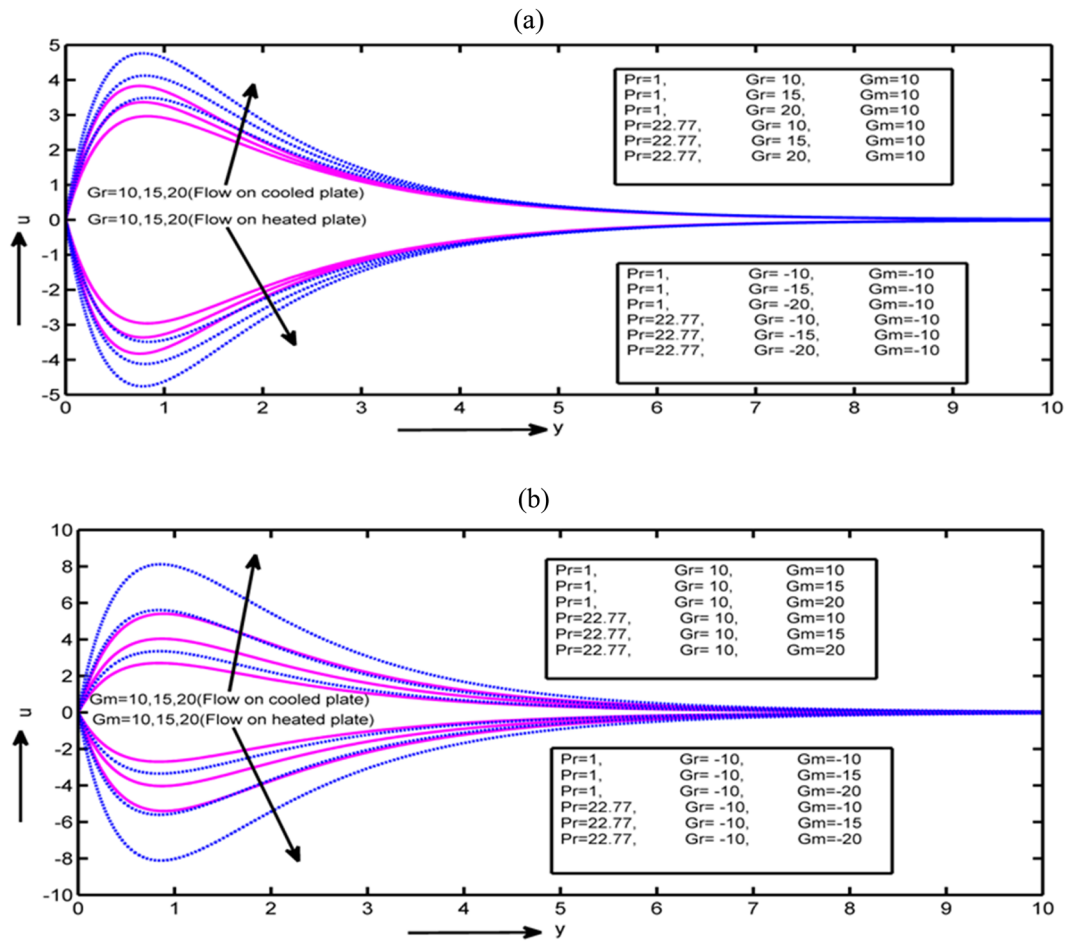 (a)
5
4
3
2
1
0
-1
-2
-3
-4
-5
u
Gr=10,15,20(Flow on cooled plate)
Gr=10,15,20(Flow on heated plate)
Pr=1, Gr= 10, Gm=10
Pr=1, Gr= 15, Gm=10
Pr=1, Gr= 20, Gm=10
Pr=22.77, Gr= 10, Gm=10
Pr=22.77, Gr= 15, Gm=10
Pr=22.77, Gr= 20, Gm=10
Pr=1, Gr= -10, Gm=-10
Pr=1, Gr= -15, Gm=-10
Pr=1, Gr= -20, Gm=-10
Pr=22.77, Gr= -10, Gm=-10
Pr=22.77, Gr= -15, Gm=-10
Pr=22.77, Gr= -20, Gm=-10
0 1 2 3 4 5 6 7 8 9 10
y
(b)
10
8
6
4
2
0
-2
-4
-6
-8
-10
u
Gm=10,15,20(Flow on cooled plate)
Gm=10,15,20(Flow on heated plate)
Pr=1, Gr= 10, Gm=10
Pr=1, Gr= 10, Gm=15
Pr=1, Gr= 10, Gm=20
Pr=22.77, Gr= 10, Gm=10
Pr=22.77, Gr= 10, Gm=15
Pr=22.77, Gr= 10, Gm=20
Pr=1, Gr= -10, Gm=-10
Pr=1, Gr= -10, Gm=-15
Pr=1, Gr= -10, Gm=-20
Pr=22.77, Gr= -10, Gm=-10
Pr=22.77, Gr= -10, Gm=-15
Pr=22.77, Gr= -10, Gm=-20
0 1 2 3 4 5 6 7 8 9 10
y